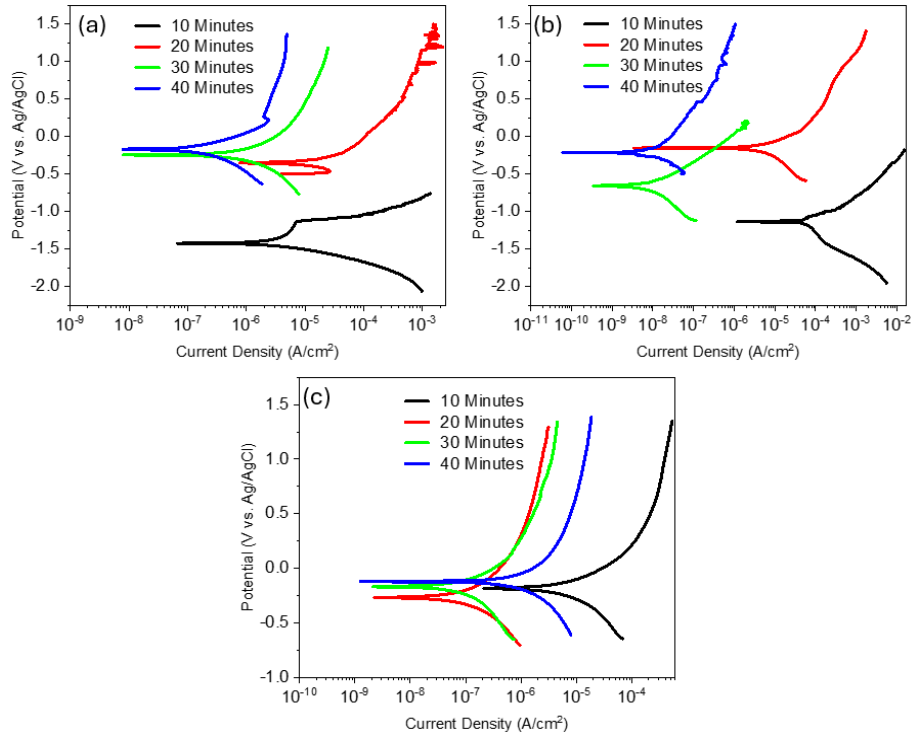 (a)
10 Minutes
20 Minutes
30 Minutes
40 Minutes
1.5
1.0
0.5
0.0
-0.5
-1.0
-1.5
-2.0
Potential (V vs. Ag/AgCl)
10⁻⁹ 10⁻⁸ 10⁻⁷ 10⁻⁶ 10⁻⁵ 10⁻⁴ 10⁻³
Current Density (A/cm²)
(b)
10 Minutes
20 Minutes
30 Minutes
40 Minutes
1.5
1.0
0.5
0.0
-0.5
-1.0
-1.5
-2.0
Potential (V vs. Ag/AgCl)
10⁻¹¹ 10⁻¹⁰ 10⁻⁹ 10⁻⁸ 10⁻⁷ 10⁻⁶ 10⁻⁵ 10⁻⁴ 10⁻³ 10⁻²
Current Density (A/cm²)
(c)
10 Minutes
20 Minutes
30 Minutes
40 Minutes
1.5
1.0
0.5
0.0
-0.5
-1.0
Potential (V vs. Ag/AgCl)
10⁻¹⁰ 10⁻⁹ 10⁻⁸ 10⁻⁷ 10⁻⁶ 10⁻⁵ 10⁻⁴
Current Density (A/cm²)